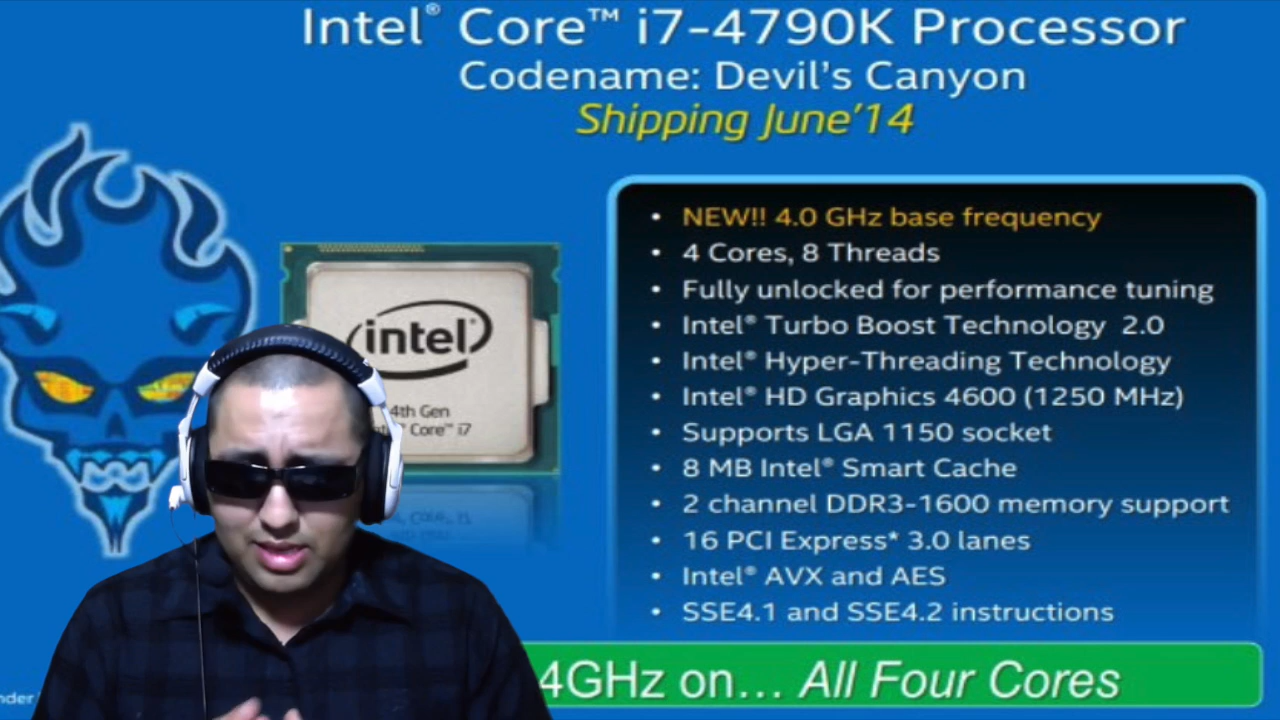 Intel® Core™ i7-4790K Processor
Codename: Devil's Canyon
Shipping June'14
• NEW!! 4.0 GHz base frequency
• 4 Cores, 8 Threads
• Fully unlocked for performance tuning
• Intel® Turbo Boost Technology 2.0
• Intel® Hyper-Threading Technology
• Intel® HD Graphics 4600 (1250 MHz)
• Supports LGA 1150 socket
• 8 MB Intel® Smart Cache
• 2 channel DDR3-1600 memory support
• 16 PCI Express* 3.0 lanes
• Intel® AVX and AES
• SSE4.1 and SSE4.2 instructions
intel®
4th Gen
Core™ i7
4GHz on... All Four Cores